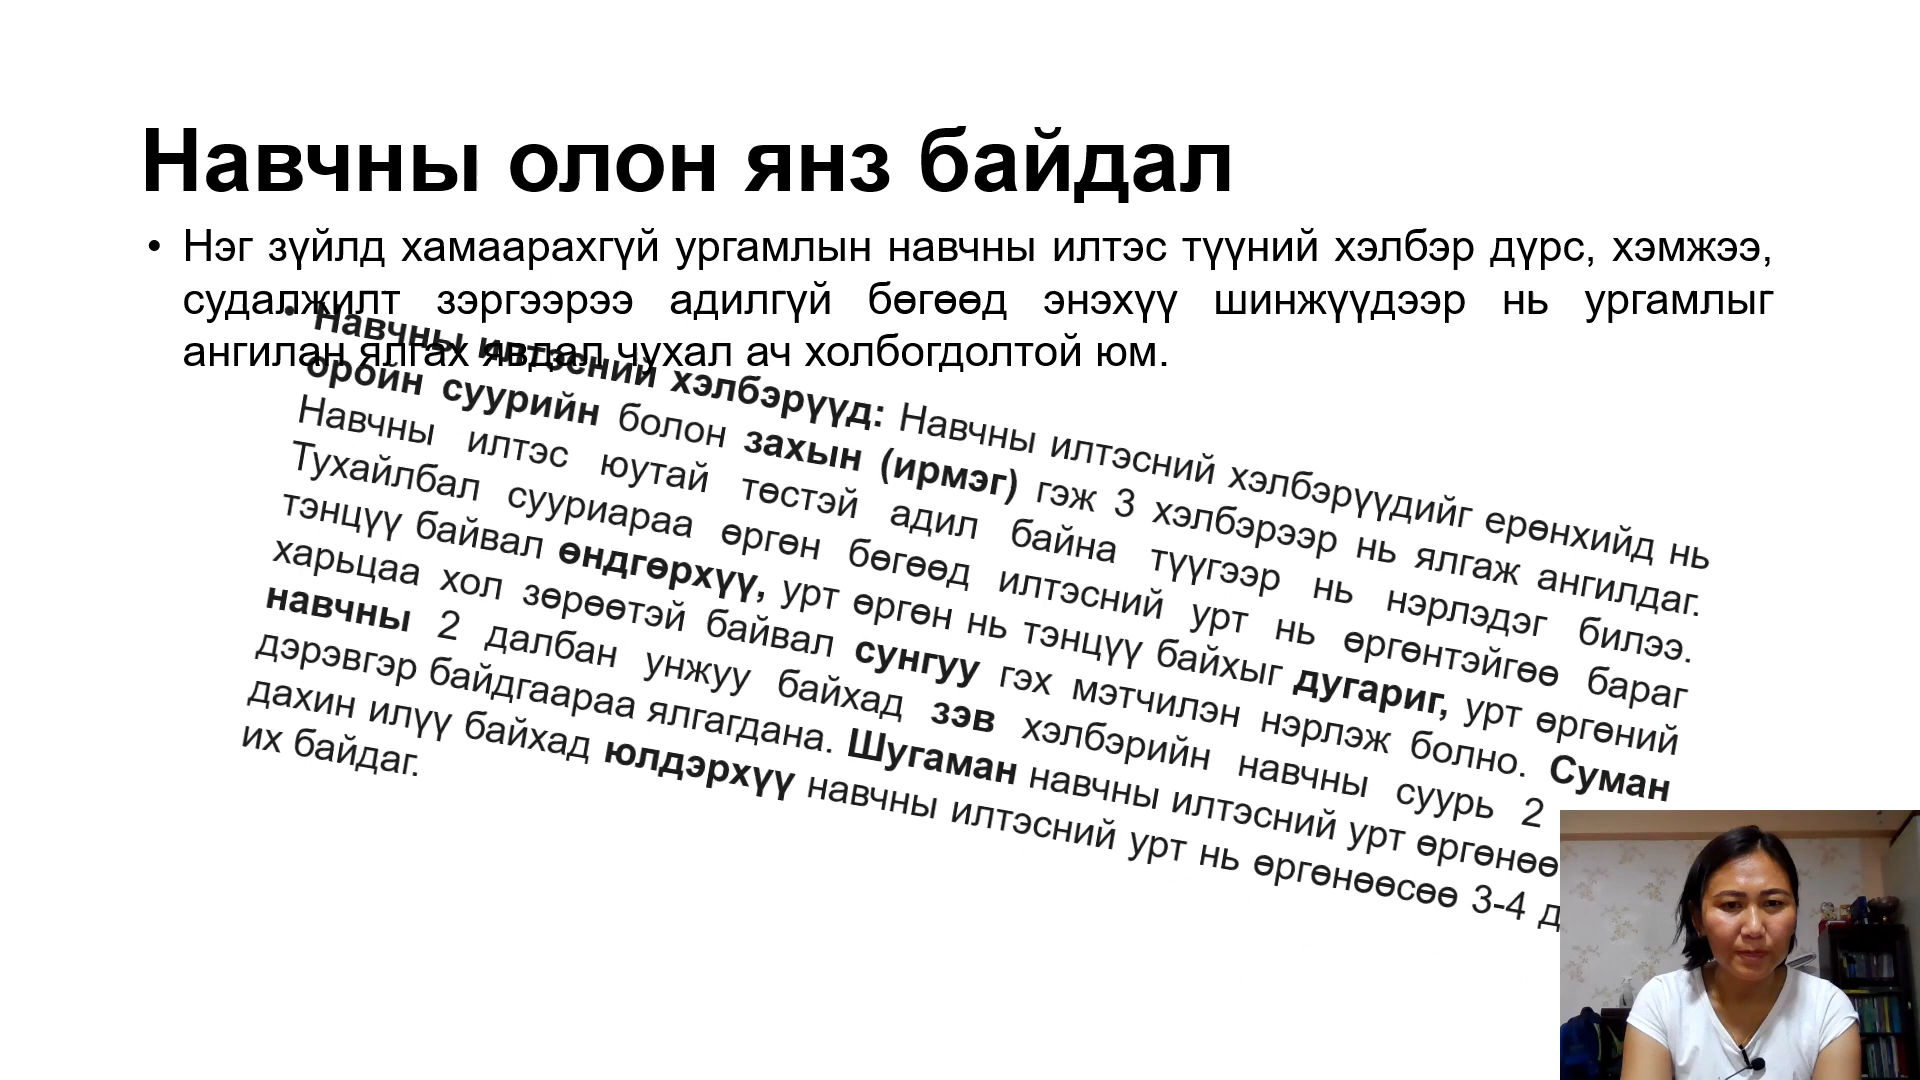 Навчны олон янз байдал
• Нэг зүйлд хамаарахгүй ургамлын навчны илтэс түүний хэлбэр дүрс, хэмжээ,
судалжилт зэргээрээ адилгүй бөгөөд энэхүү шинжүүдээр нь ургамлыг
ангилан ялгах явдал чухал ач холбогдолтой юм.
• Навчны илтэсний хэлбэрүүд: Навчны илтэсний хэлбэрүүдийг ерөнхийд нь
оройн суурийн болон захын (ирмэг) гэж 3 хэлбэрээр нь ялгаж ангилдаг.
Навчны илтэс юутай төстэй адил байна түүгээр нь нэрлэдэг билээ.
Тухайлбал сууриараа өргөн бөгөөд илтэсний урт нь өргөнтэйгөө бараг
тэнцүү байвал өндгөрхүү, урт өргөн нь тэнцүү байхыг дугариг, урт өргөний
харьцаа хол зөрөөтэй байвал сунгуу гэх мэтчилэн нэрлэж болно. Суман
навчны 2 далбан унжуу байхад зэв хэлбэрийн навчны суурь 2
дэрэвгэр байдгаараа ялгагдана. Шугаман навчны илтэсний урт
дахин илүү байхад юлдэрхүү навчны илтэсний урт нь өргөнөөсөө 3-4
их байдаг.